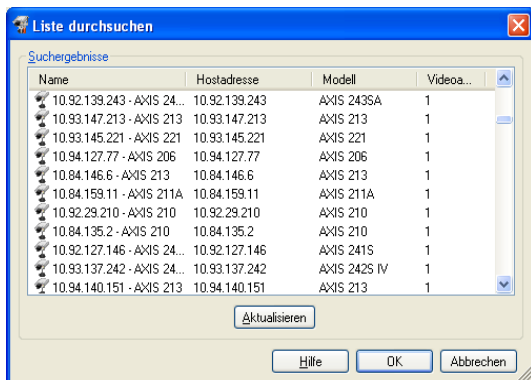 Liste durchsuchen
Suchergebnisse
Name Hostadresse Modell Videoa...
10.92.139.243 - AXIS 24... 10.92.139.243 AXIS 243SA 1
10.93.147.213 - AXIS 213 10.93.147.213 AXIS 213 1
10.93.145.221 - AXIS 221 10.93.145.221 AXIS 221 1
10.94.127.77 - AXIS 206 10.94.127.77 AXIS 206 1
10.84.146.6 - AXIS 213 10.84.146.6 AXIS 213 1
10.84.159.11 - AXIS 211A 10.84.159.11 AXIS 211A 1
10.92.29.210 - AXIS 210 10.92.29.210 AXIS 210 1
10.84.135.2 - AXIS 210 10.84.135.2 AXIS 210 1
10.92.127.146 - AXIS 24... 10.92.127.146 AXIS 241S 1
10.93.137.242 - AXIS 24... 10.93.137.242 AXIS 242S IV 1
10.94.140.151 - AXIS 213 10.94.140.151 AXIS 213 1
Aktualisieren
Hilfe OK Abbrechen